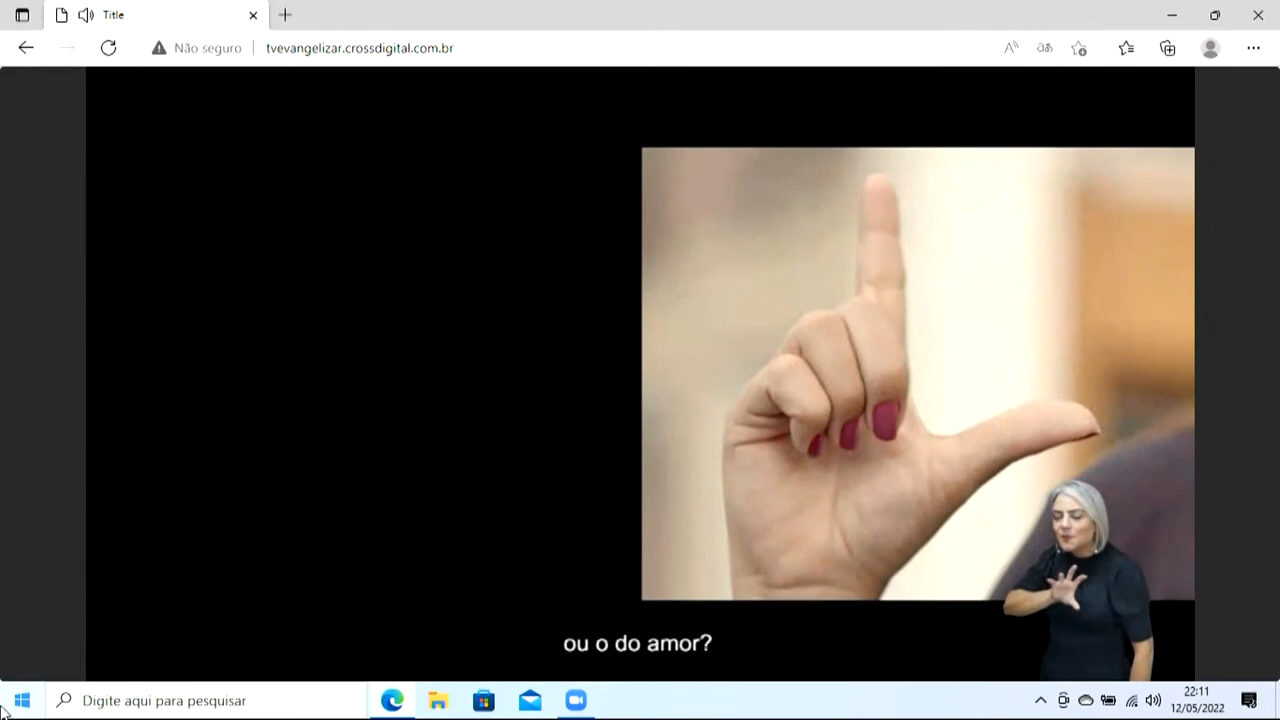 Title
Não seguro
tvevangelizar.crossdigital.com.br
ou o do amor?
Digite aqui para pesquisar
22:11
12/05/2022